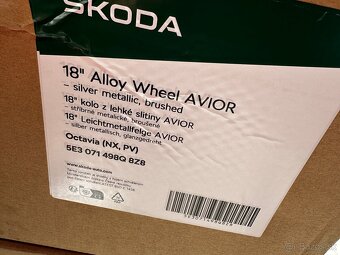 SKODA
18" Alloy Wheel AVIOR
– silver metallic, brushed
18" kolo z lehké slitiny AVIOR
– stříbrné metalické, broušené
18" Leichtmetallfelge AVIOR
– silber metallisch, glanzgedreht
Octavia (NX, PV)
5E3 071 498Q 8Z8
www.skoda-auto.com